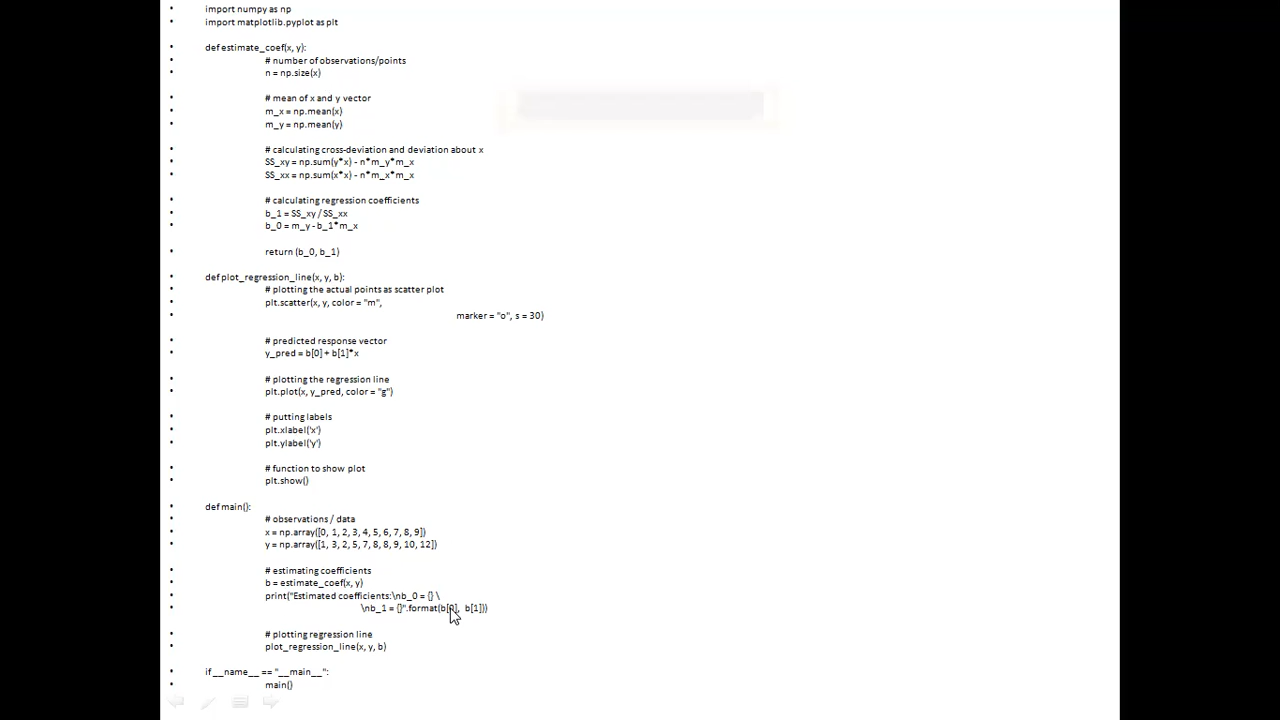 import numpy as np
import matplotlib.pyplot as plt
def estimate_coef(x, y):
# number of observations/points
n = np.size(x)
# mean of x and y vector
m_x = np.mean(x)
m_y = np.mean(y)
# calculating cross-deviation and deviation about x
SS_xy = np.sum(y*x) - n*m_y*m_x
SS_xx = np.sum(x*x) - n*m_x*m_x
# calculating regression coefficients
b_1 = SS_xy / SS_xx
b_0 = m_y - b_1*m_x
return (b_0, b_1)
def plot_regression_line(x, y, b):
# plotting the actual points as scatter plot
plt.scatter(x, y, color = "m",
marker = "o", s = 30)
# predicted response vector
y_pred = b[0] + b[1]*x
# plotting the regression line
plt.plot(x, y_pred, color = "g")
# putting labels
plt.xlabel('x')
plt.ylabel('y')
# function to show plot
plt.show()
def main():
# observations / data
x = np.array([0, 1, 2, 3, 4, 5, 6, 7, 8, 9])
y = np.array([1, 3, 2, 5, 7, 8, 8, 9, 10, 12])
# estimating coefficients
b = estimate_coef(x, y)
print("Estimated coefficients:\nb_0 = {} \
\nb_1 = {}".format(b[0], b[1]))
# plotting regression line
plot_regression_line(x, y, b)
if __name__ == "__main__":
main()